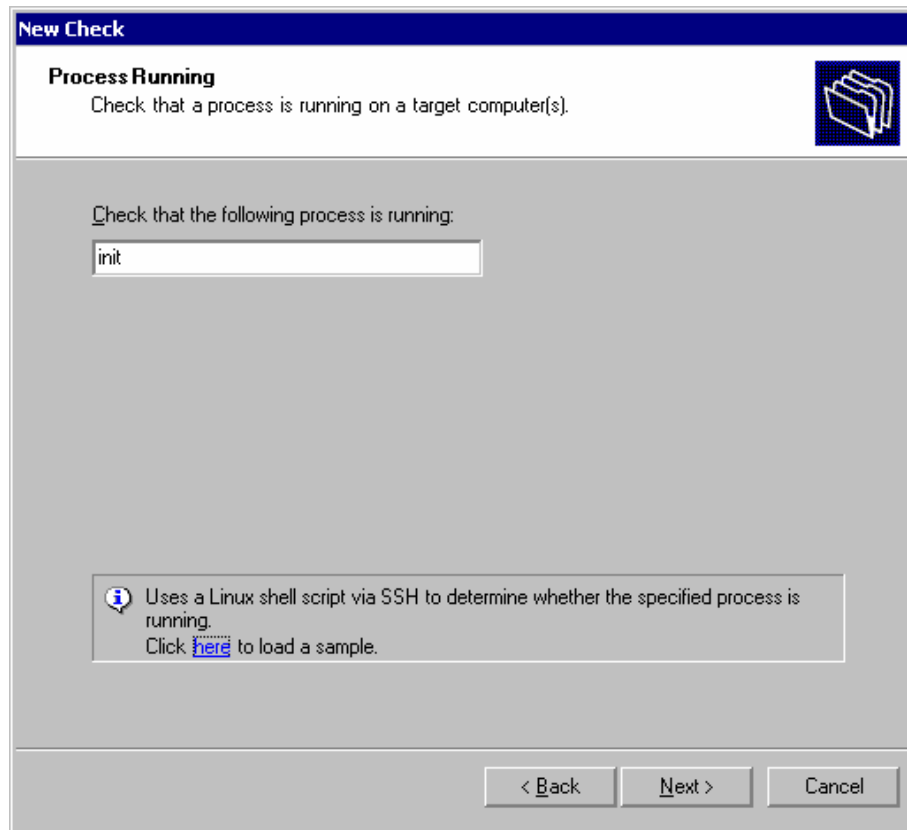 New Check
Process Running
Check that a process is running on a target computer(s).
Check that the following process is running:
init
Uses a Linux shell script via SSH to determine whether the specified process is
running.
Click here to load a sample.
< Back
Next >
Cancel